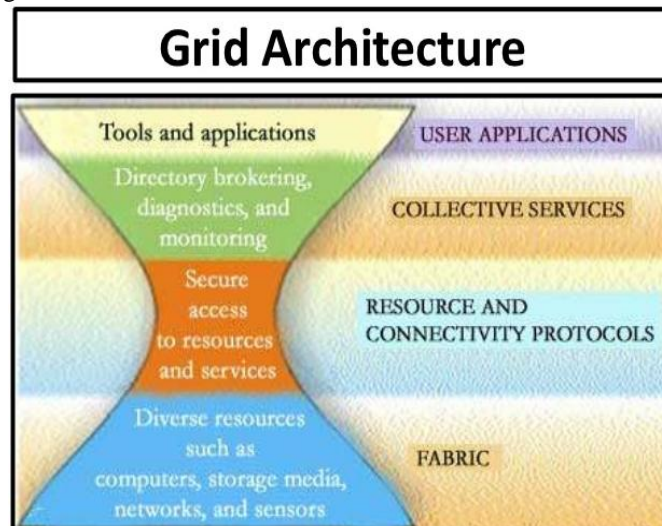 Grid Architecture
Tools and applications
USER APPLICATIONS
Directory brokering,
diagnostics, and
monitoring
COLLECTIVE SERVICES
Secure
access
to resources
and services
RESOURCE AND
CONNECTIVITY PROTOCOLS
Diverse resources
such as
computers, storage media,
networks, and sensors
FABRIC